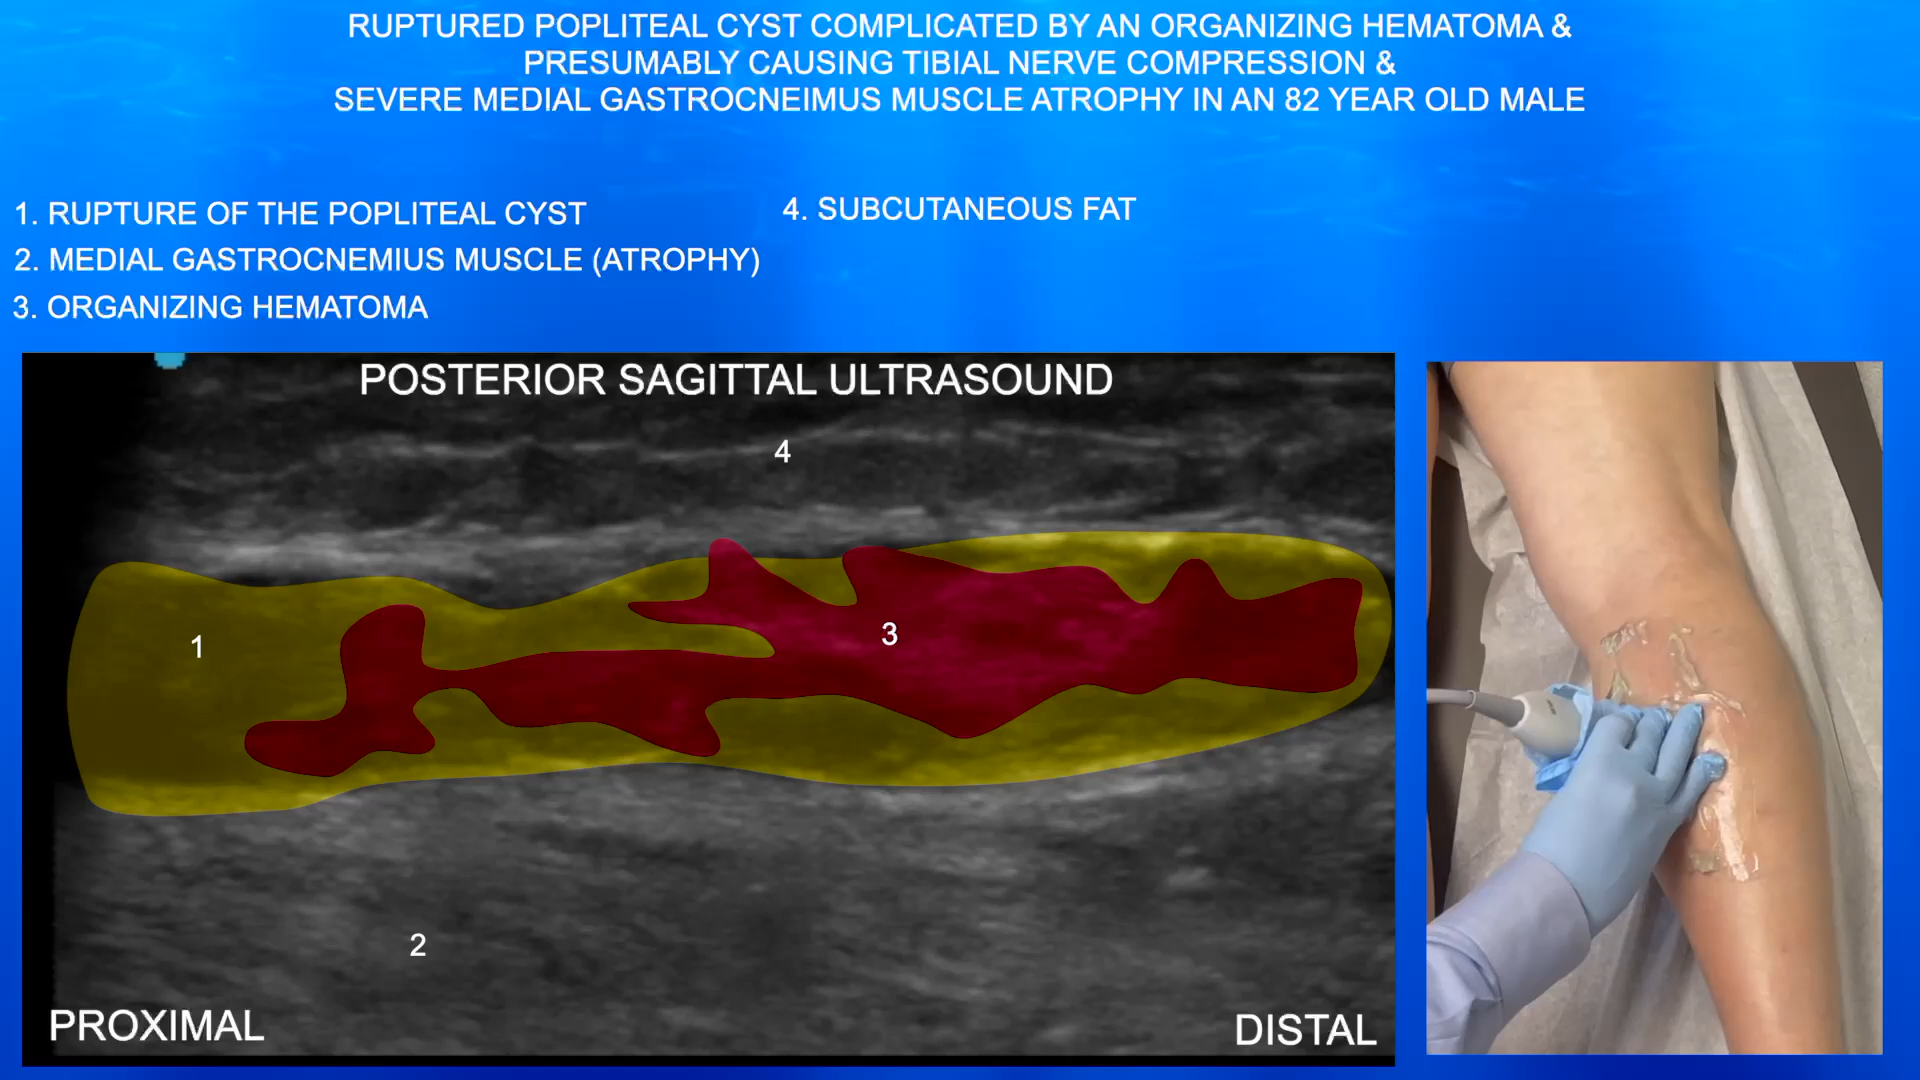 RUPTURED POPLITEAL CYST COMPLICATED BY AN ORGANIZING HEMATOMA &
PRESUMABLY CAUSING TIBIAL NERVE COMPRESSION &
SEVERE MEDIAL GASTROCNEIMUS MUSCLE ATROPHY IN AN 82 YEAR OLD MALE
1. RUPTURE OF THE POPLITEAL CYST
2. MEDIAL GASTROCNEMIUS MUSCLE (ATROPHY)
3. ORGANIZING HEMATOMA
4. SUBCUTANEOUS FAT
POSTERIOR SAGITTAL ULTRASOUND
4
1
3
2
PROXIMAL
DISTAL